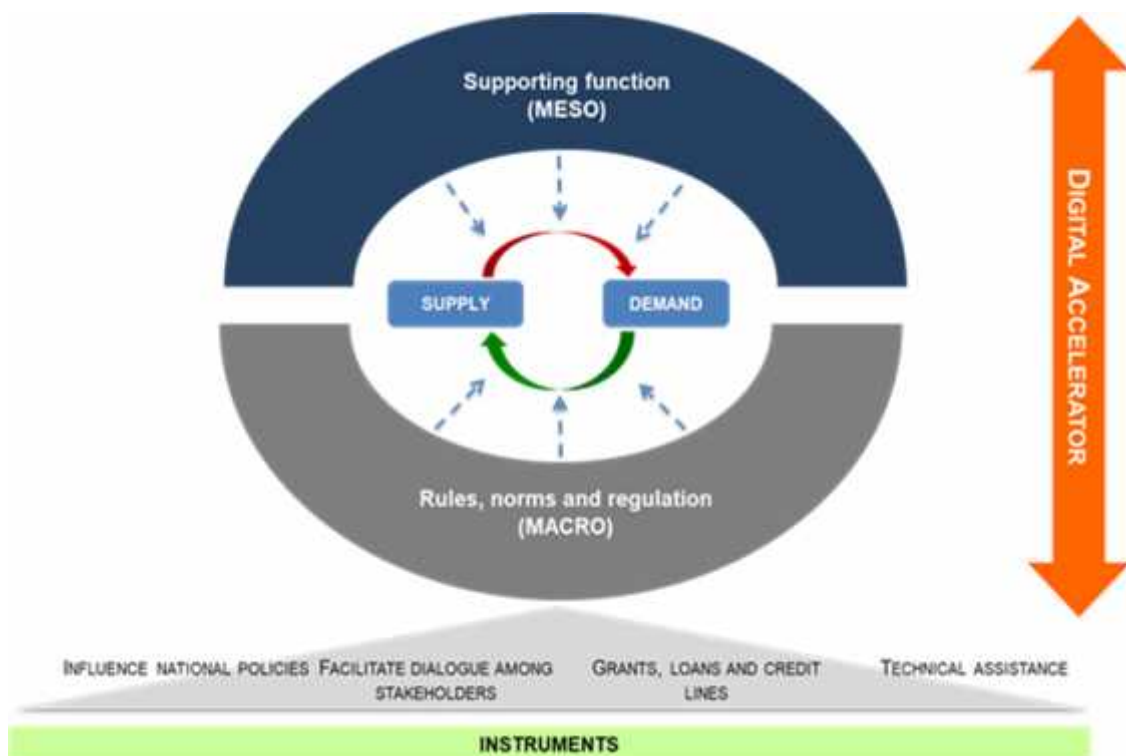 Supporting function
(MESO)
SUPPLY
DEMAND
Rules, norms and regulation
(MACRO)
DIGITAL ACCELERATOR
INFLUENCE NATIONAL POLICIES
FACILITATE DIALOGUE AMONG
STAKEHOLDERS
GRANTS, LOANS AND CREDIT
LINES
TECHNICAL ASSISTANCE
INSTRUMENTS